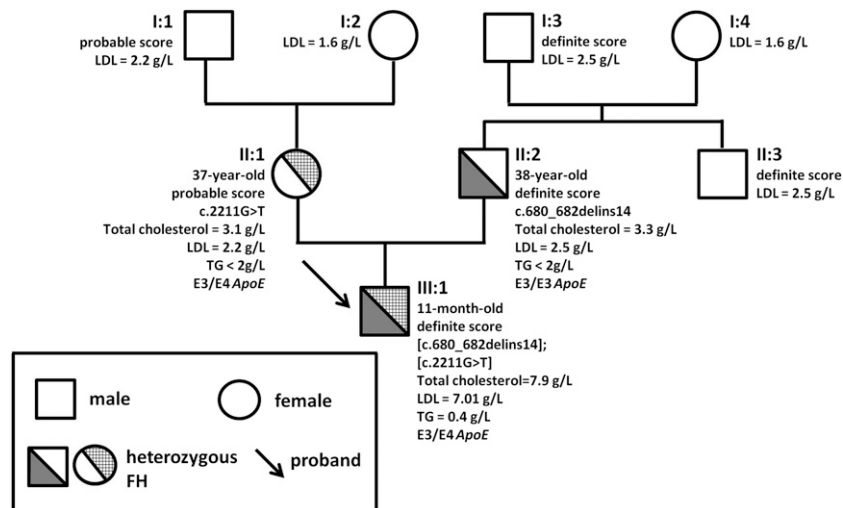 I:1
probable score
LDL = 2.2 g/L
I:2
LDL = 1.6 g/L
I:3
definite score
LDL = 2.5 g/L
I:4
LDL = 1.6 g/L
II:1
37-year-old
probable score
c.2211G>T
Total cholesterol = 3.1 g/L
LDL = 2.2 g/L
TG < 2g/L
E3/E4 ApoE
II:2
38-year-old
definite score
c.680_682delins14
Total cholesterol = 3.3 g/L
LDL = 2.5 g/L
TG < 2g/L
E3/E3 ApoE
II:3
definite score
LDL = 2.5 g/L
III:1
11-month-old
definite score
[c.680_682delins14];
[c.2211G>T]
Total cholesterol=7.9 g/L
LDL = 7.01 g/L
TG = 0.4 g/L
E3/E4 ApoE
male
female
heterozygous
FH
proband